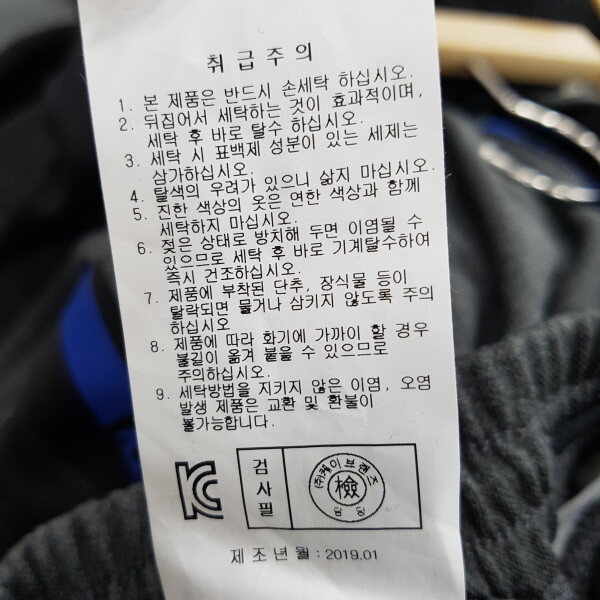 취급주의
1. 본 제품은 반드시 손세탁 하십시오.
2. 뒤집어서 세탁하는 것이 효과적이며,
세탁 후 바로 탈수 하십시오.
3. 세탁 시 표백제 성분이 있는 세제는
삼가하십시오.
4. 탈색의 우려가 있으니 삶지 마십시오.
5. 진한 색상의 옷은 연한 색상과 함께
세탁하지 마십시오.
6. 젖은 상태로 방치해 두면 이염될 수
있으므로 세탁 후 바로 기계탈수하여
즉시 건조하십시오.
7. 제품에 부착된 단추, 장식물 등이
탈락되면 물거나 삼키지 않도록 주의
하십시오
8. 제품에 따라 화기에 가까이 할 경우
불길이 옮겨 붙을 수 있으므로
주의하십시오.
9. 세탁방법을 지키지 않은 이염, 오염
발생 제품은 교환 및 환불이
불가능합니다.
검사필
(주)케이브랜즈
檢
제조년월 : 2019.01